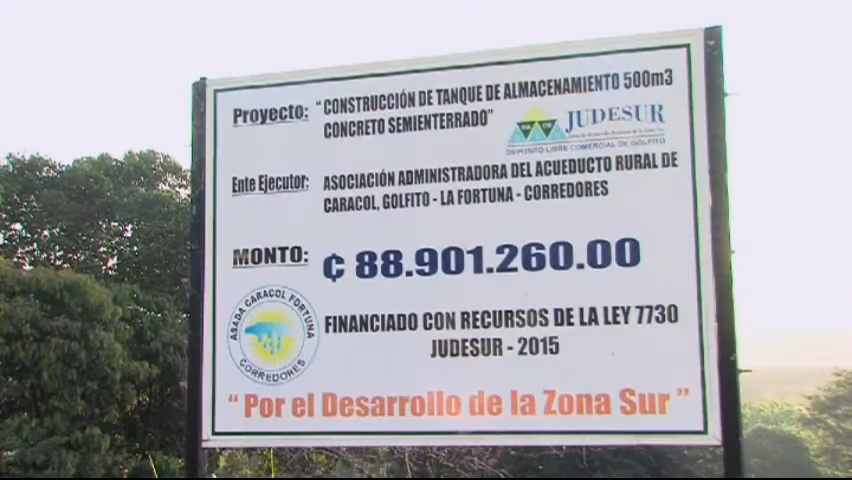 Proyecto: "CONSTRUCCIÓN DE TANQUE DE ALMACENAMIENTO 500m3
CONCRETO SEMIENTERRADO"
JUDESUR
DEPOSITO LIBRE COMERCIAL DE GOLFITO
Ente Ejecutor: ASOCIACIÓN ADMINISTRADORA DEL ACUEDUCTO RURAL DE
CARACOL, GOLFITO - LA FORTUNA - CORREDORES
MONTO: ₡ 88.901.260.00
ASADA CARACOL FORTUNA
CORREDORES
FINANCIADO CON RECURSOS DE LA LEY 7730
JUDESUR - 2015
" Por el Desarrollo de la Zona Sur "